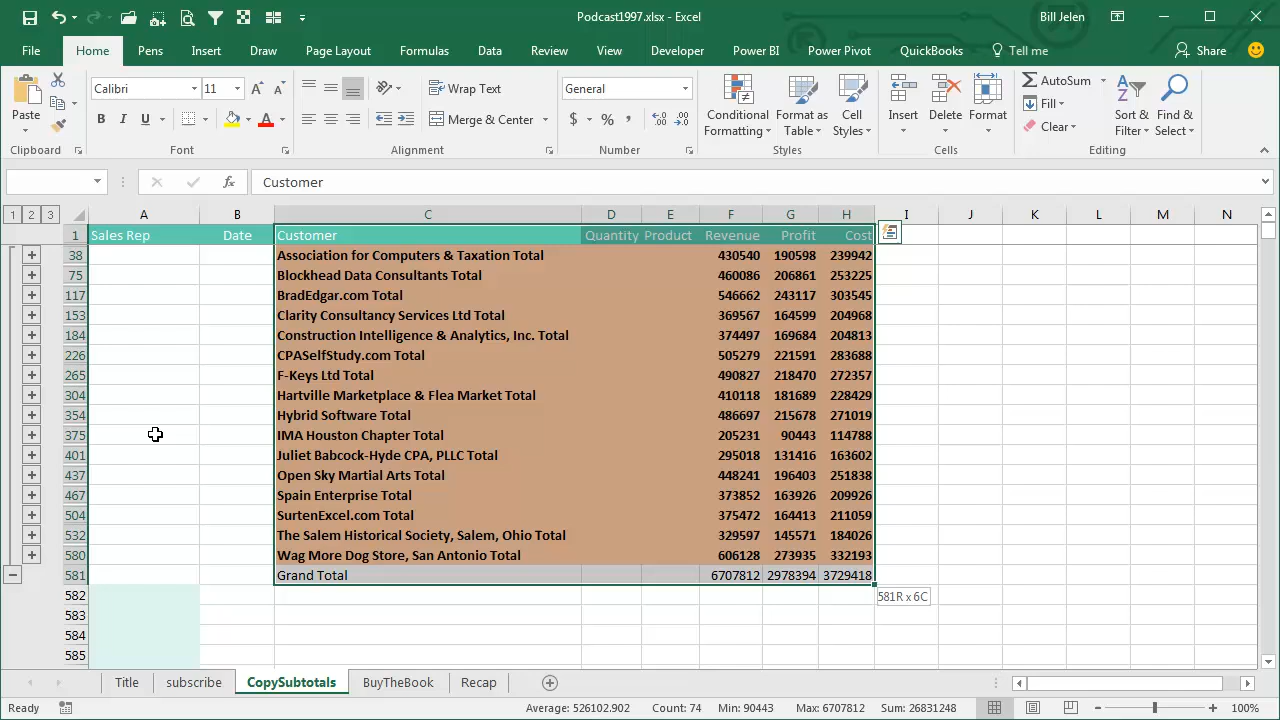 Podcast1997.xlsx - Excel
Bill Jelen
File Home Pens Insert Draw Page Layout Formulas Data Review View Developer Power BI Power Pivot QuickBooks Tell me Share
Paste
Calibri 11
B I U A
Wrap Text
Merge & Center
General
$ % ,
Conditional Formatting
Format as Table
Cell Styles
Insert Delete Format
AutoSum
Fill
Clear
Sort & Filter
Find & Select
Clipboard Font Alignment Number Styles Cells Editing
fx Customer
1 2 3 A B C D E F G H I J K L M N
1 Sales Rep Date Customer Quantity Product Revenue Profit Cost
38 Association for Computers & Taxation Total 430540 190598 239942
75 Blockhead Data Consultants Total 460086 206861 253225
117 BradEdgar.com Total 546662 243117 303545
153 Clarity Consultancy Services Ltd Total 369567 164599 204968
184 Construction Intelligence & Analytics, Inc. Total 374497 169684 204813
226 CPASelfStudy.com Total 505279 221591 283688
265 F-Keys Ltd Total 490827 218470 272357
304 Hartville Marketplace & Flea Market Total 410118 181689 228429
354 Hybrid Software Total 486697 215678 271019
375 IMA Houston Chapter Total 205231 90443 114788
401 Juliet Babcock-Hyde CPA, PLLC Total 295018 131416 163602
437 Open Sky Martial Arts Total 448241 196403 251838
467 Spain Enterprise Total 373852 163926 209926
504 SurtenExcel.com Total 375472 164413 211059
532 The Salem Historical Society, Salem, Ohio Total 329597 145571 184026
580 Wag More Dog Store, San Antonio Total 606128 273935 332193
581 Grand Total 6707812 2978394 3729418
582 581R x 6C
583
584
585
Title subscribe CopySubtotals BuyTheBook Recap
Ready Average: 526102.902 Count: 74 Min: 90443 Max: 6707812 Sum: 26831248 100%